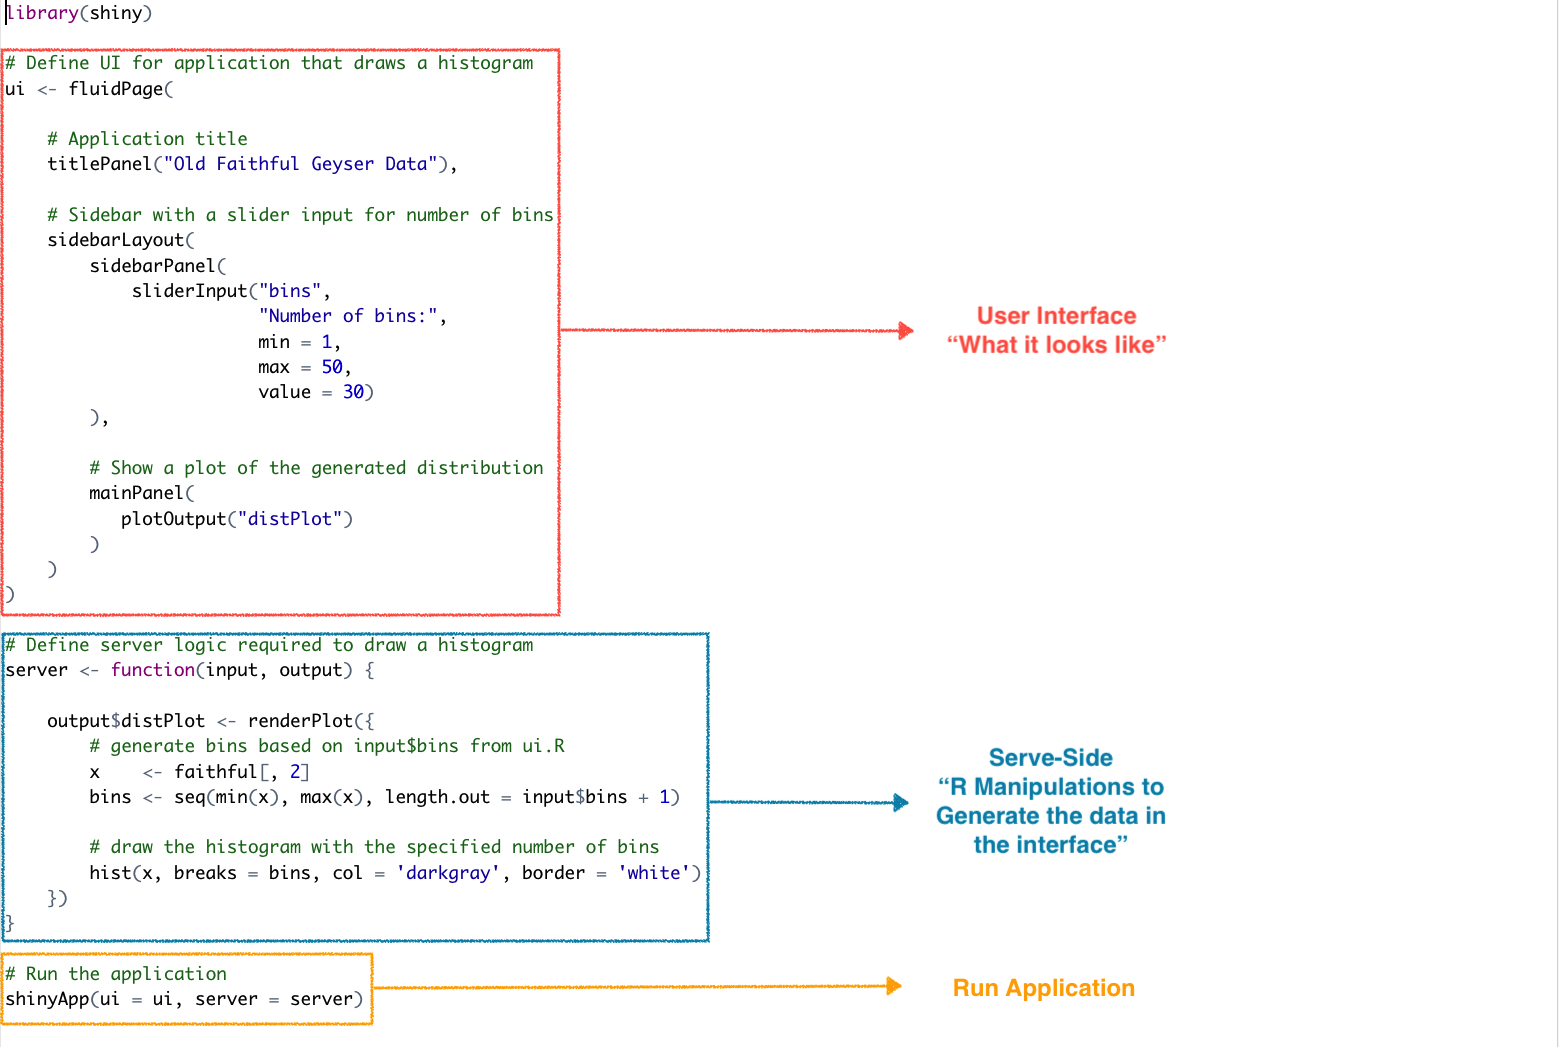 library(shiny)
# Define UI for application that draws a histogram
ui <- fluidPage(
    # Application title
    titlePanel("Old Faithful Geyser Data"),
    # Sidebar with a slider input for number of bins
    sidebarLayout(
        sidebarPanel(
            sliderInput("bins",
                        "Number of bins:",
                        min = 1,
                        max = 50,
                        value = 30)
        ),
        # Show a plot of the generated distribution
        mainPanel(
           plotOutput("distPlot")
        )
    )
)
User Interface
“What it looks like”
# Define server logic required to draw a histogram
server <- function(input, output) {
    output$distPlot <- renderPlot({
        # generate bins based on input$bins from ui.R
        x    <- faithful[, 2]
        bins <- seq(min(x), max(x), length.out = input$bins + 1)
        # draw the histogram with the specified number of bins
        hist(x, breaks = bins, col = 'darkgray', border = 'white')
    })
}
Serve-Side
“R Manipulations to
Generate the data in
the interface”
# Run the application
shinyApp(ui = ui, server = server)
Run Application